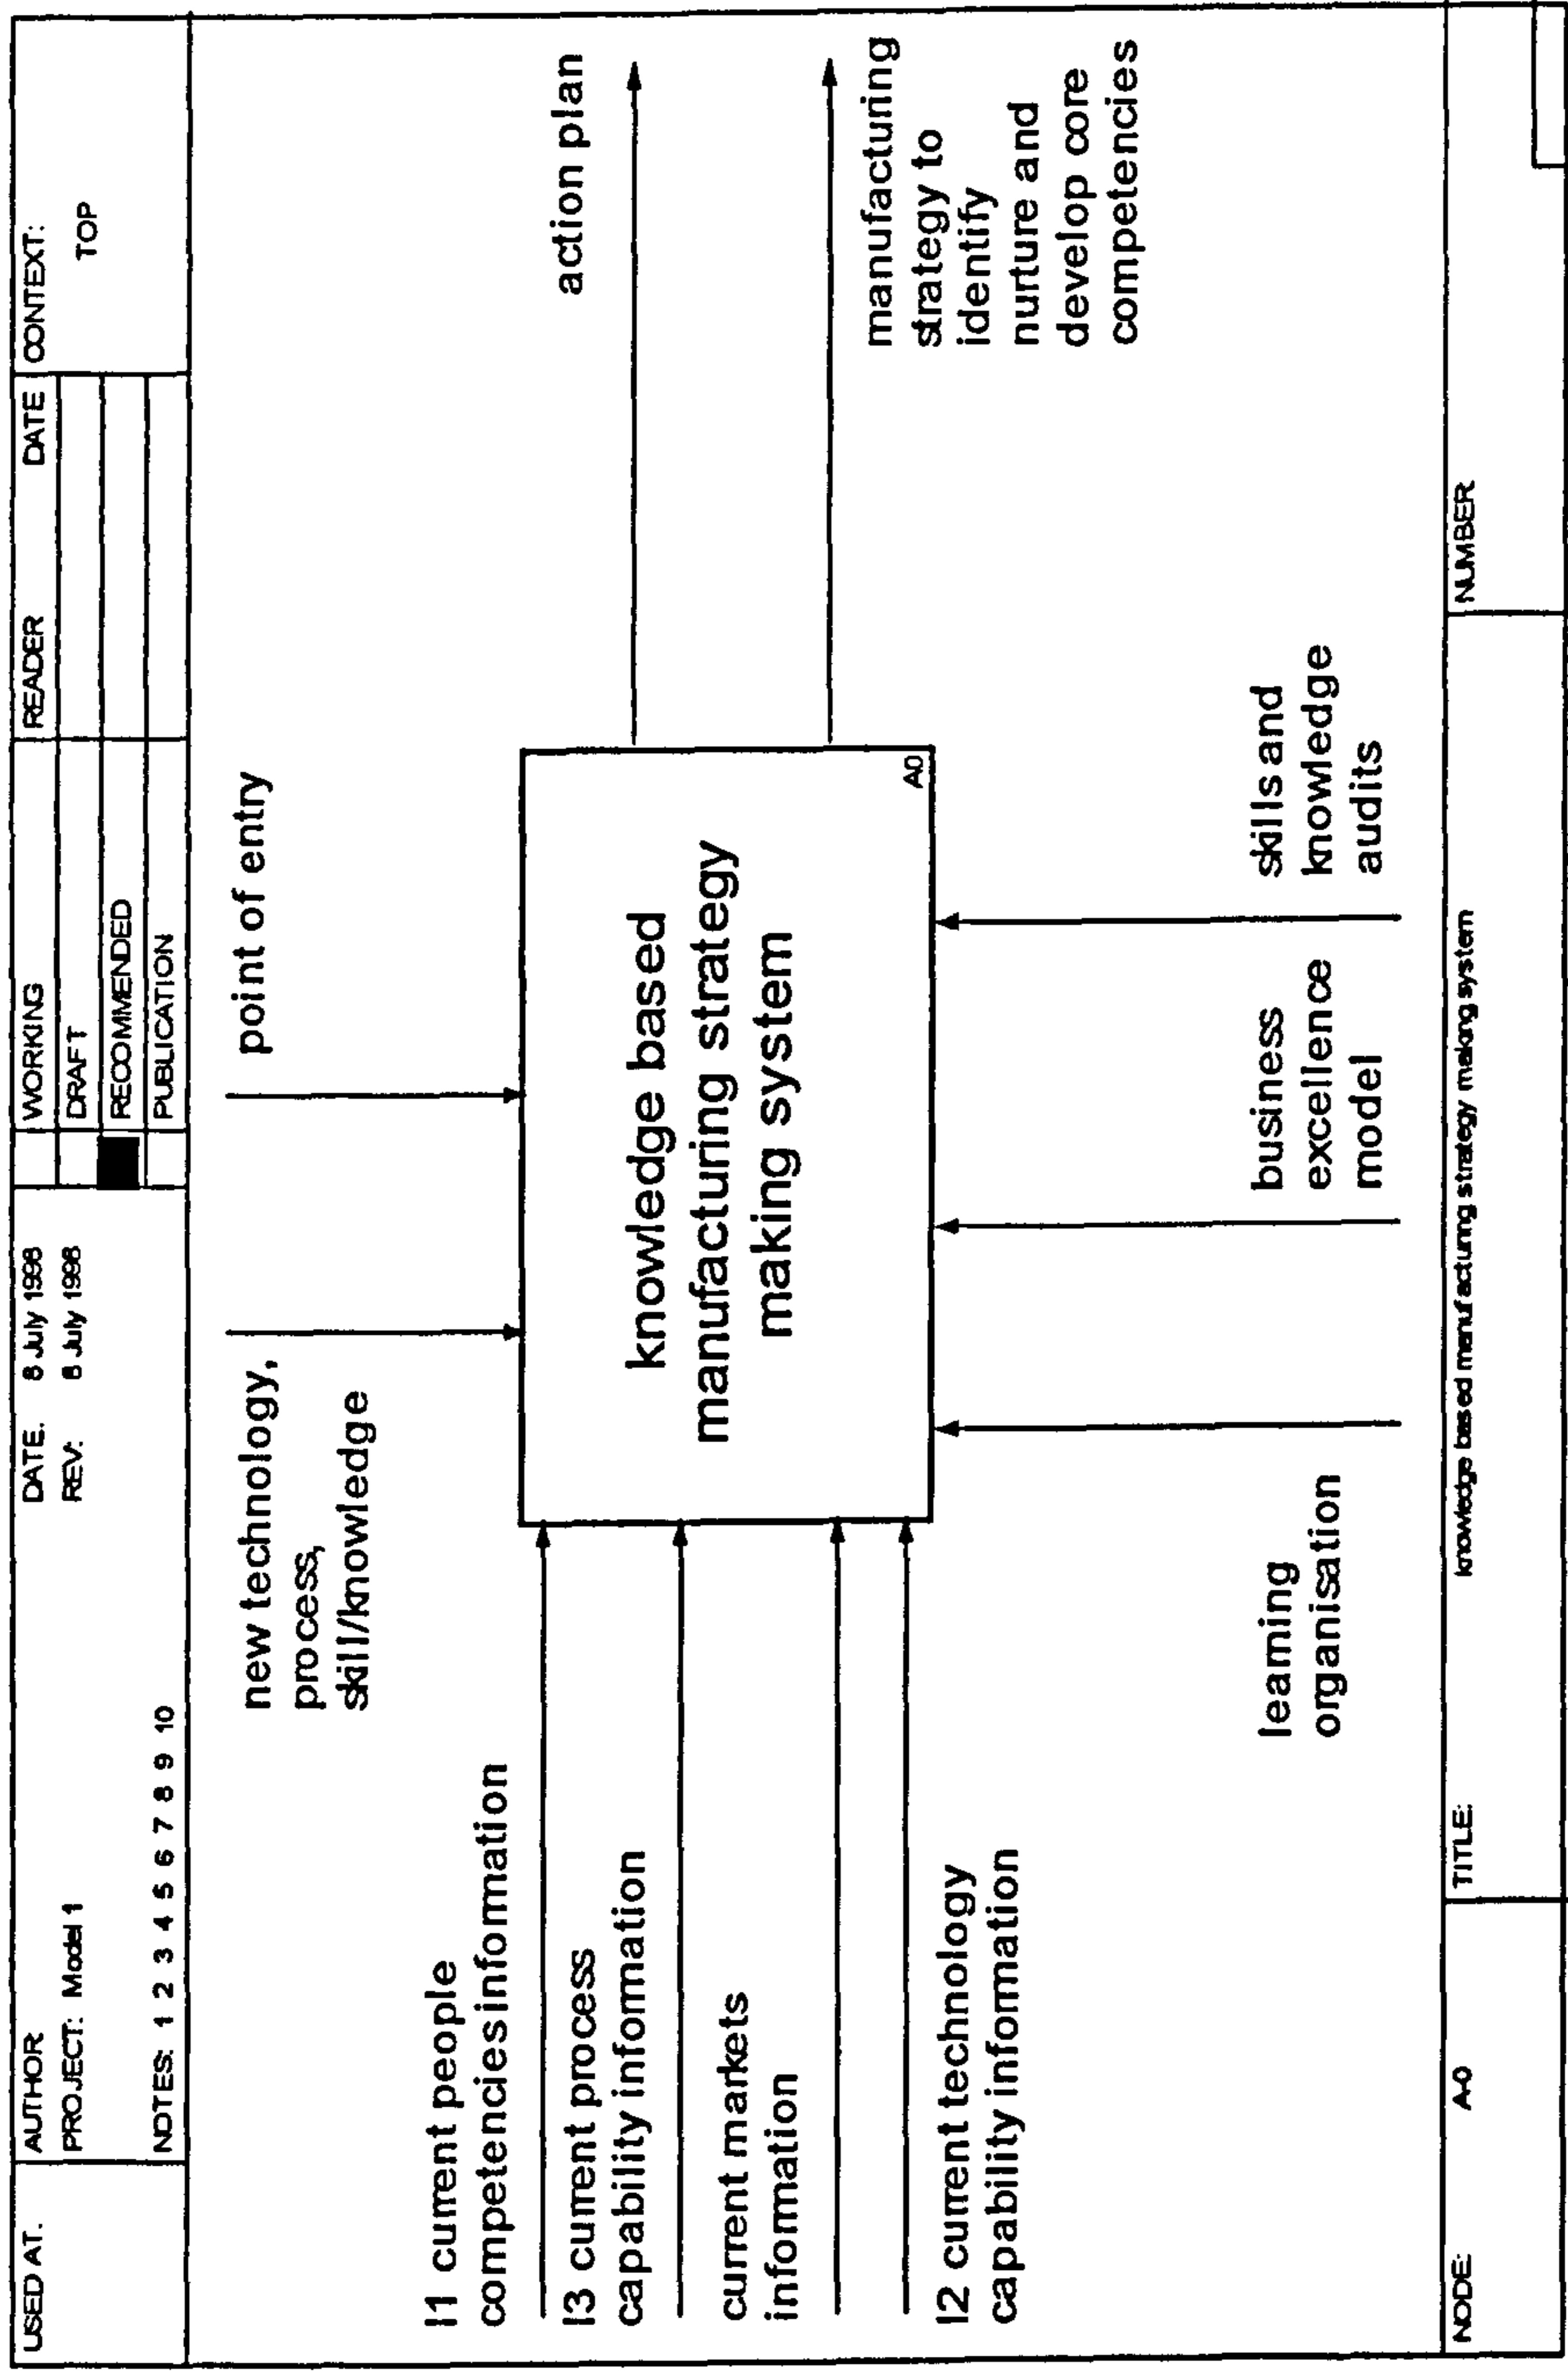 USED AT.
AUTHOR
PROJECT: Model 1
NOTES: 1 2 3 4 5 6 7 8 9 10
DATE. 8 July 1998
REV: 8 July 1998
WORKING
DRAFT
RECOMMENDED
PUBLICATION
READER DATE
CONTEXT:
TOP
new technology,
process,
skill/knowledge
point of entry
I1 current people
competencies information
I3 current process
capability information
current markets
information
I2 current technology
capability information
knowledge based
manufacturing strategy
making system
A0
action plan
manufacturing
strategy to
identify
nurture and
develop core
competencies
learning
organisation
business
excellence
model
skills and
knowledge
audits
NODE: A-0
TITLE: knowledge based manufacturing strategy making system
NUMBER